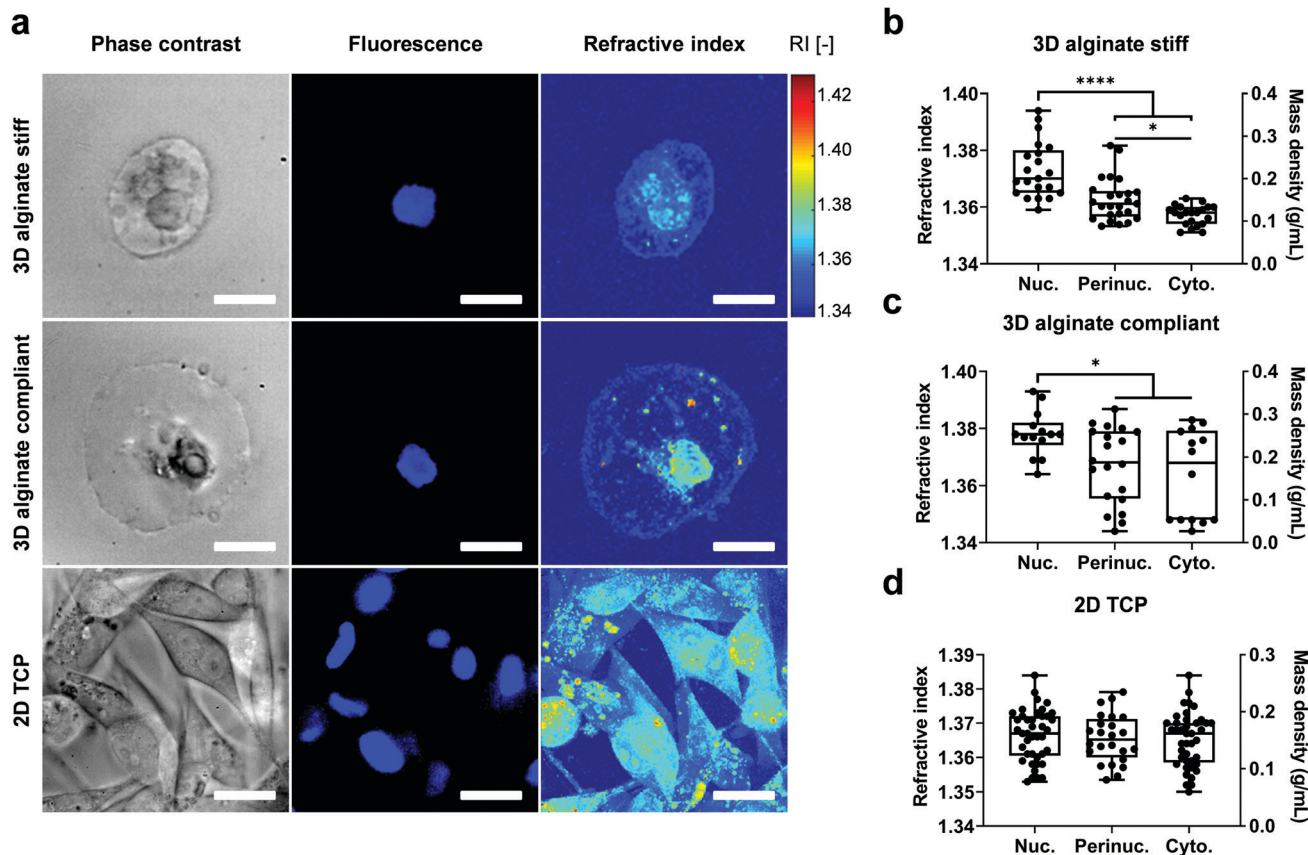 a
Phase contrast
Fluorescence
Refractive index
RI [-]
3D alginate stiff
3D alginate compliant
2D TCP
1.42
1.40
1.38
1.36
1.34
b
3D alginate stiff
****
*
Refractive index
1.40
1.38
1.36
1.34
Mass density (g/mL)
0.4
0.3
0.2
0.1
0.0
Nuc. Perinuc. Cyto.
c
3D alginate compliant
*
Refractive index
1.40
1.38
1.36
1.34
Mass density (g/mL)
0.4
0.3
0.2
0.1
0.0
Nuc. Perinuc. Cyto.
d
2D TCP
Refractive index
1.39
1.38
1.37
1.36
1.35
1.34
Mass density (g/mL)
0.3
0.2
0.1
0.0
Nuc. Perinuc. Cyto.